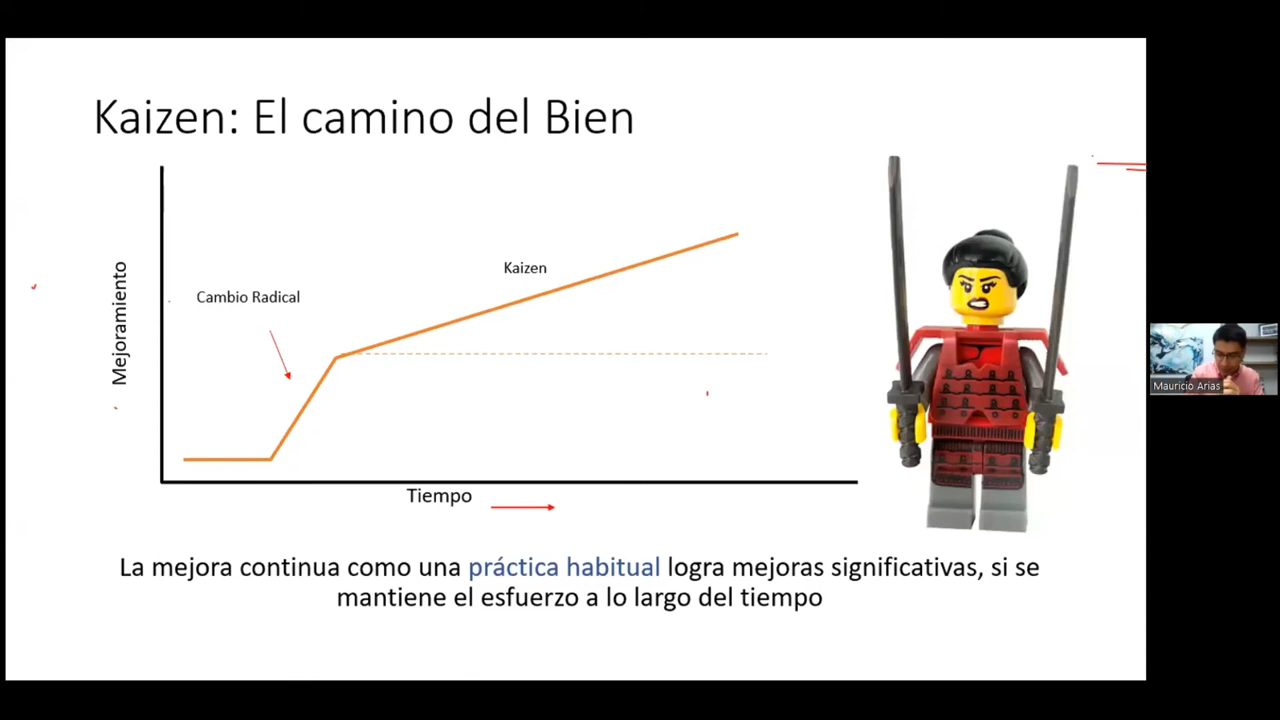 Kaizen: El camino del Bien
Mejoramiento
Cambio Radical
Kaizen
Tiempo
La mejora continua como una práctica habitual logra mejoras significativas, si se
mantiene el esfuerzo a lo largo del tiempo
Mauricio Arias